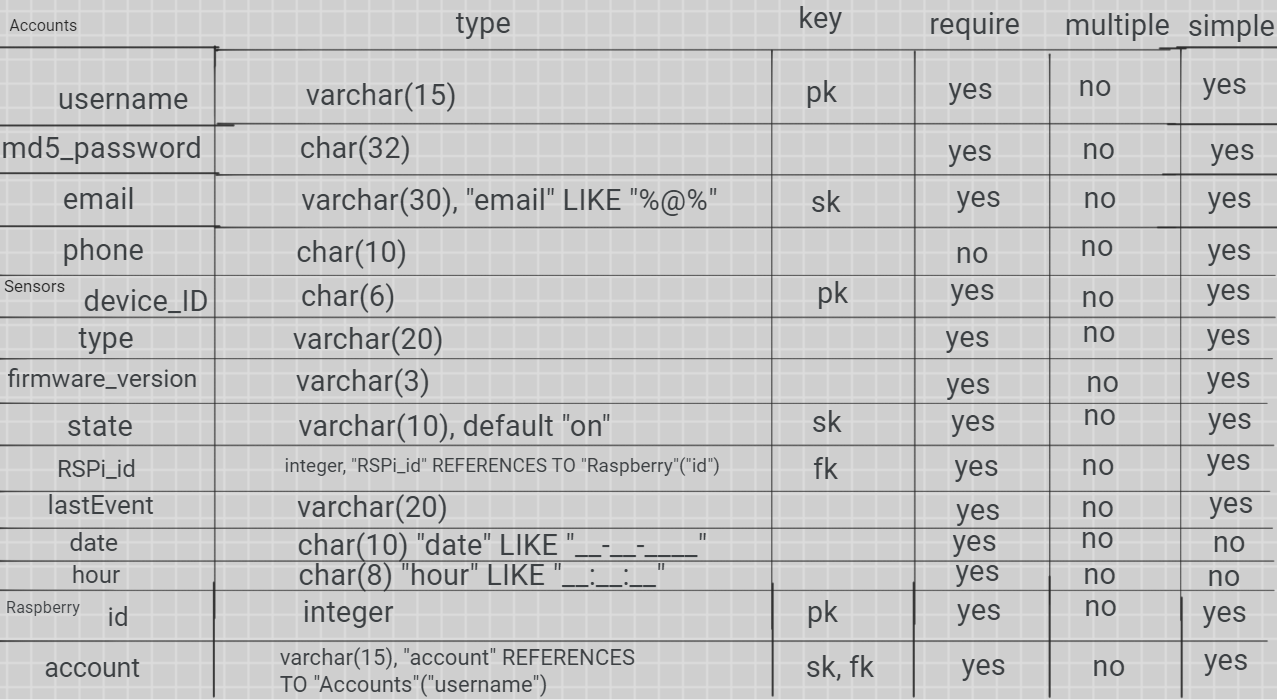 Accounts type key require multiple simple
username varchar(15) pk yes no yes
md5_password char(32) yes no yes
email varchar(30), "email" LIKE "%@%" sk yes no yes
phone char(10) no no yes
Sensors device_ID char(6) pk yes no yes
type varchar(20) yes no yes
firmware_version varchar(3) yes no yes
state varchar(10), default "on" sk yes no yes
RSPi_id integer, "RSPi_id" REFERENCES TO "Raspberry"("id") fk yes no yes
lastEvent varchar(20) yes no yes
date char(10) "date" LIKE "__-__-____" yes no no
hour char(8) "hour" LIKE "__:__:__" yes no no
Raspberry id integer pk yes no yes
account varchar(15), "account" REFERENCES
TO "Accounts"("username") sk, fk yes no yes